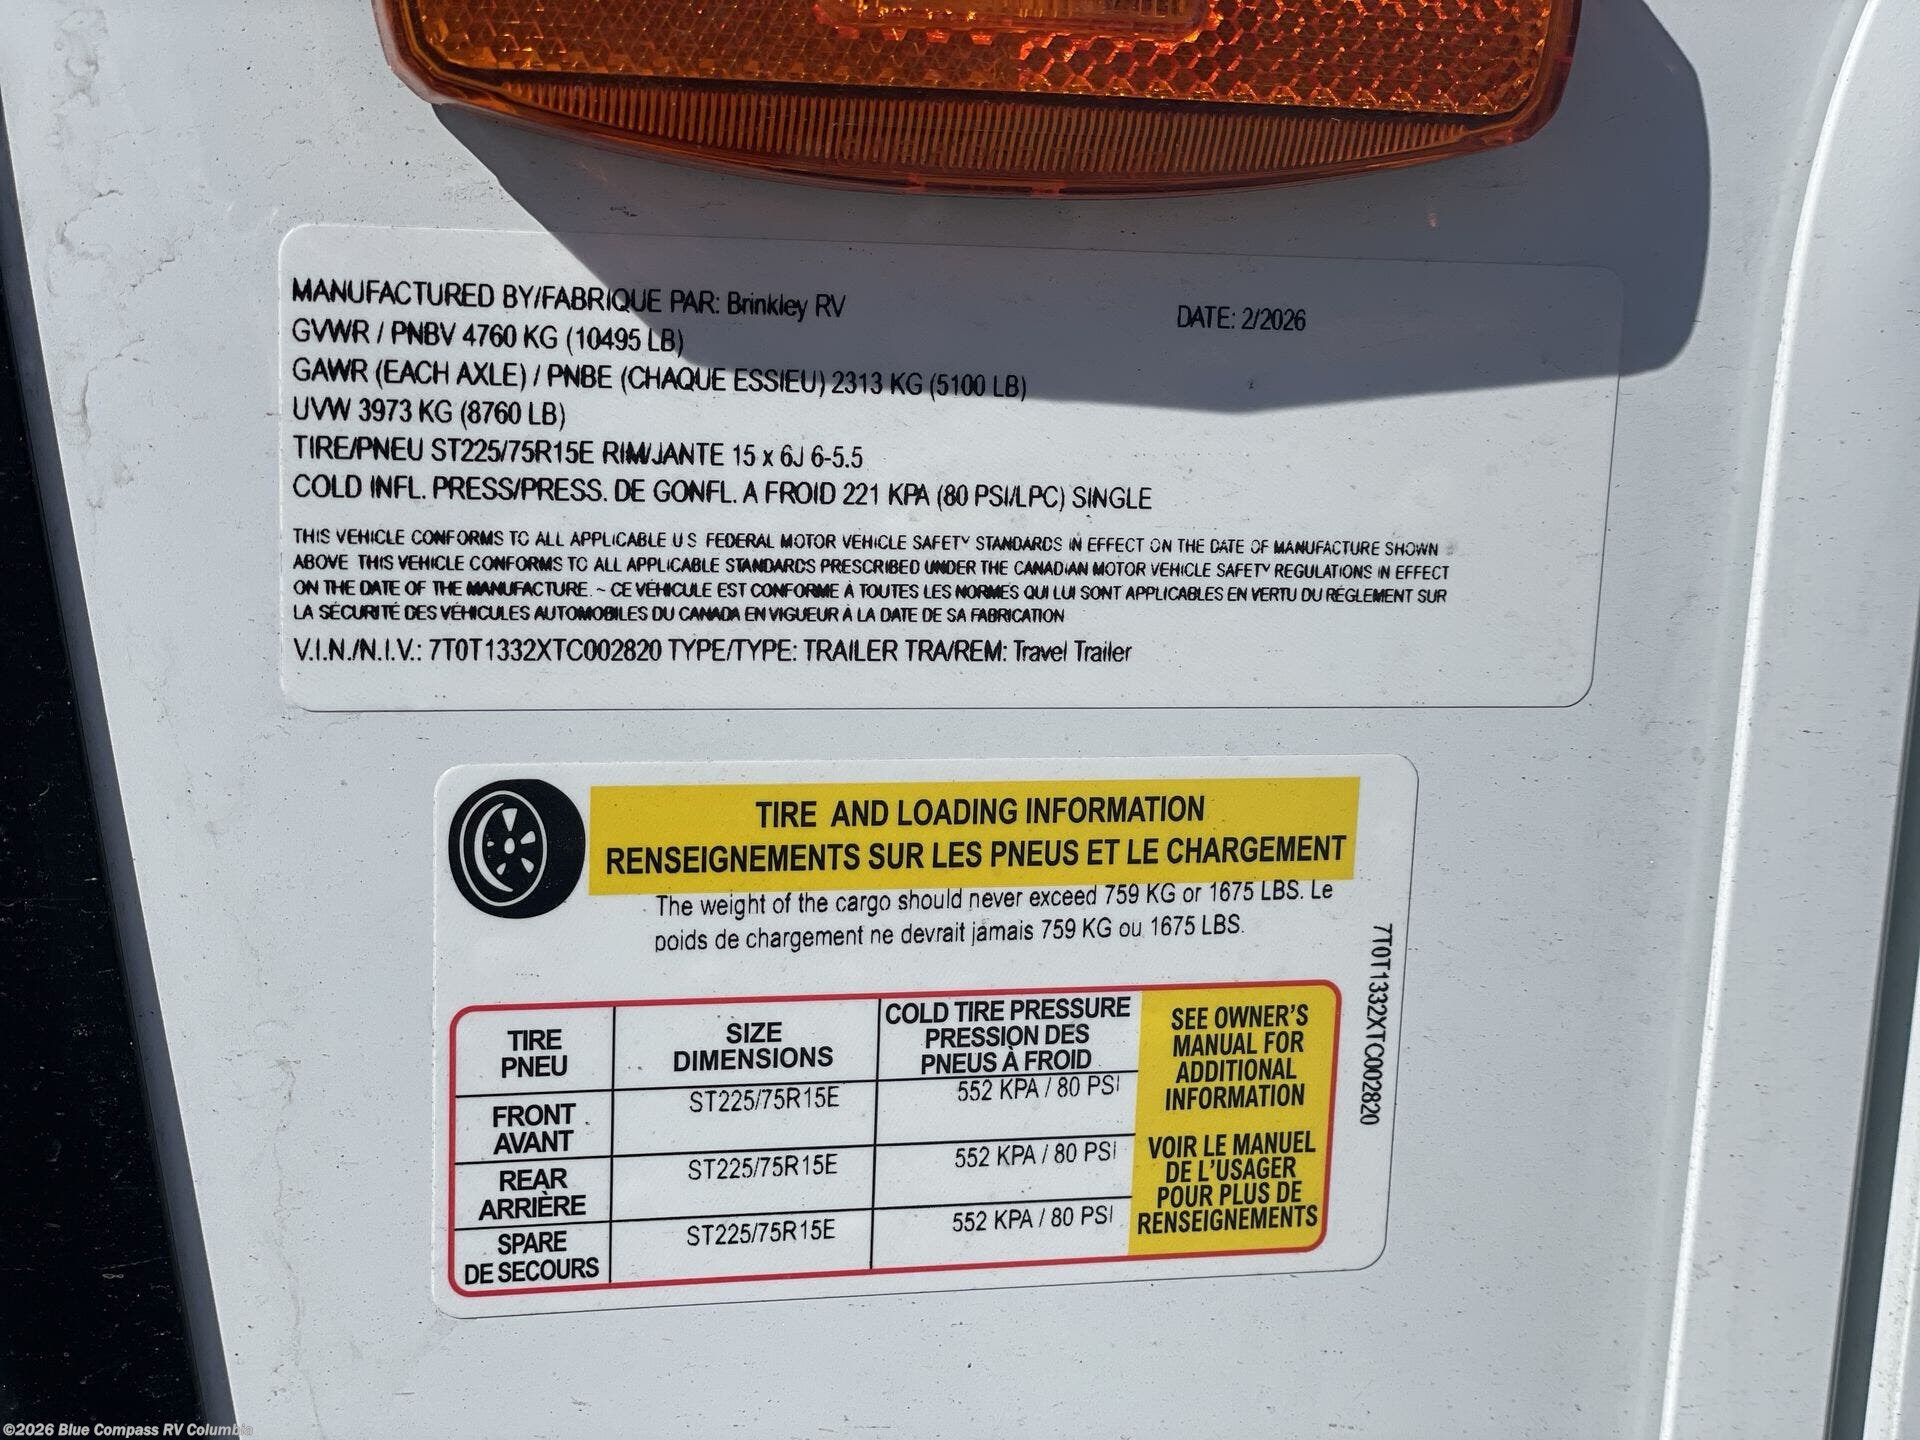 MANUFACTURED BY/FABRIQUE PAR: Brinkley RV DATE: 2/2026
GVWR / PNBV 4760 KG (10495 LB)
GAWR (EACH AXLE) / PNBE (CHAQUE ESSIEU) 2313 KG (5100 LB)
UVW 3973 KG (8760 LB)
TIRE/PNEU ST225/75R15E RIM/JANTE 15 x 6J 6-5.5
COLD INFL. PRESS/PRESS. DE GONFL. A FROID 221 KPA (80 PSI/LPC) SINGLE
THIS VEHICLE CONFORMS TO ALL APPLICABLE U S FEDERAL MOTOR VEHICLE SAFETY STANDARDS IN EFFECT ON THE DATE OF MANUFACTURE SHOWN
ABOVE THIS VEHICLE CONFORMS TO ALL APPLICABLE STANDARDS PRESCRIBED UNDER THE CANADIAN MOTOR VEHICLE SAFETY REGULATIONS IN EFFECT
ON THE DATE OF THE MANUFACTURE. ~ CE VÉHICULE EST CONFORME À TOUTES LES NORMES QUI LUI SONT APPLICABLES EN VERTU DU RÉGLEMENT SUR
LA SÉCURITÉ DES VÉHICULES AUTOMOBILES DU CANADA EN VIGUEUR À LA DATE DE SA FABRICATION
V.I.N./N.I.V.: 7T0T1332XTC002820 TYPE/TYPE: TRAILER TRA/REM: Travel Trailer
TIRE AND LOADING INFORMATION
RENSEIGNEMENTS SUR LES PNEUS ET LE CHARGEMENT
The weight of the cargo should never exceed 759 KG or 1675 LBS. Le
poids de chargement ne devrait jamais 759 KG ou 1675 LBS.
TIRE
PNEU
SIZE
DIMENSIONS
COLD TIRE PRESSURE
PRESSION DES
PNEUS À FROID
FRONT
AVANT
ST225/75R15E
552 KPA / 80 PSI
REAR
ARRIÈRE
ST225/75R15E
552 KPA / 80 PSI
SPARE
DE SECOURS
ST225/75R15E
552 KPA / 80 PSI
SEE OWNER'S
MANUAL FOR
ADDITIONAL
INFORMATION
VOIR LE MANUEL
DE L'USAGER
POUR PLUS DE
RENSEIGNEMENTS
7T0T1332XTC002820
©2026 Blue Compass RV Columbia